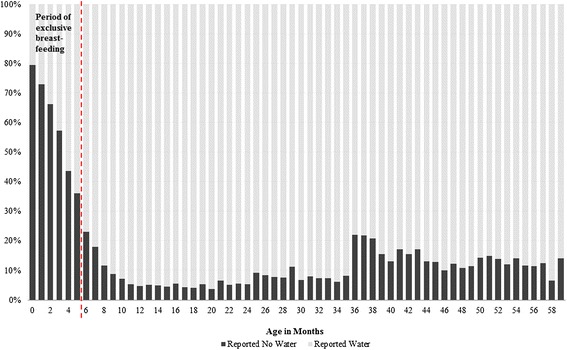 100%
Period of
exclusive
breast-
feeding
90%
80%
70%
60%
50%
40%
30%
20%
10%
0%
0 2 4 6 8 10 12 14 16 18 20 22 24 26 28 30 32 34 36 38 40 42 44 46 48 50 52 54 56 58
Age in Months
Reported No Water Reported Water